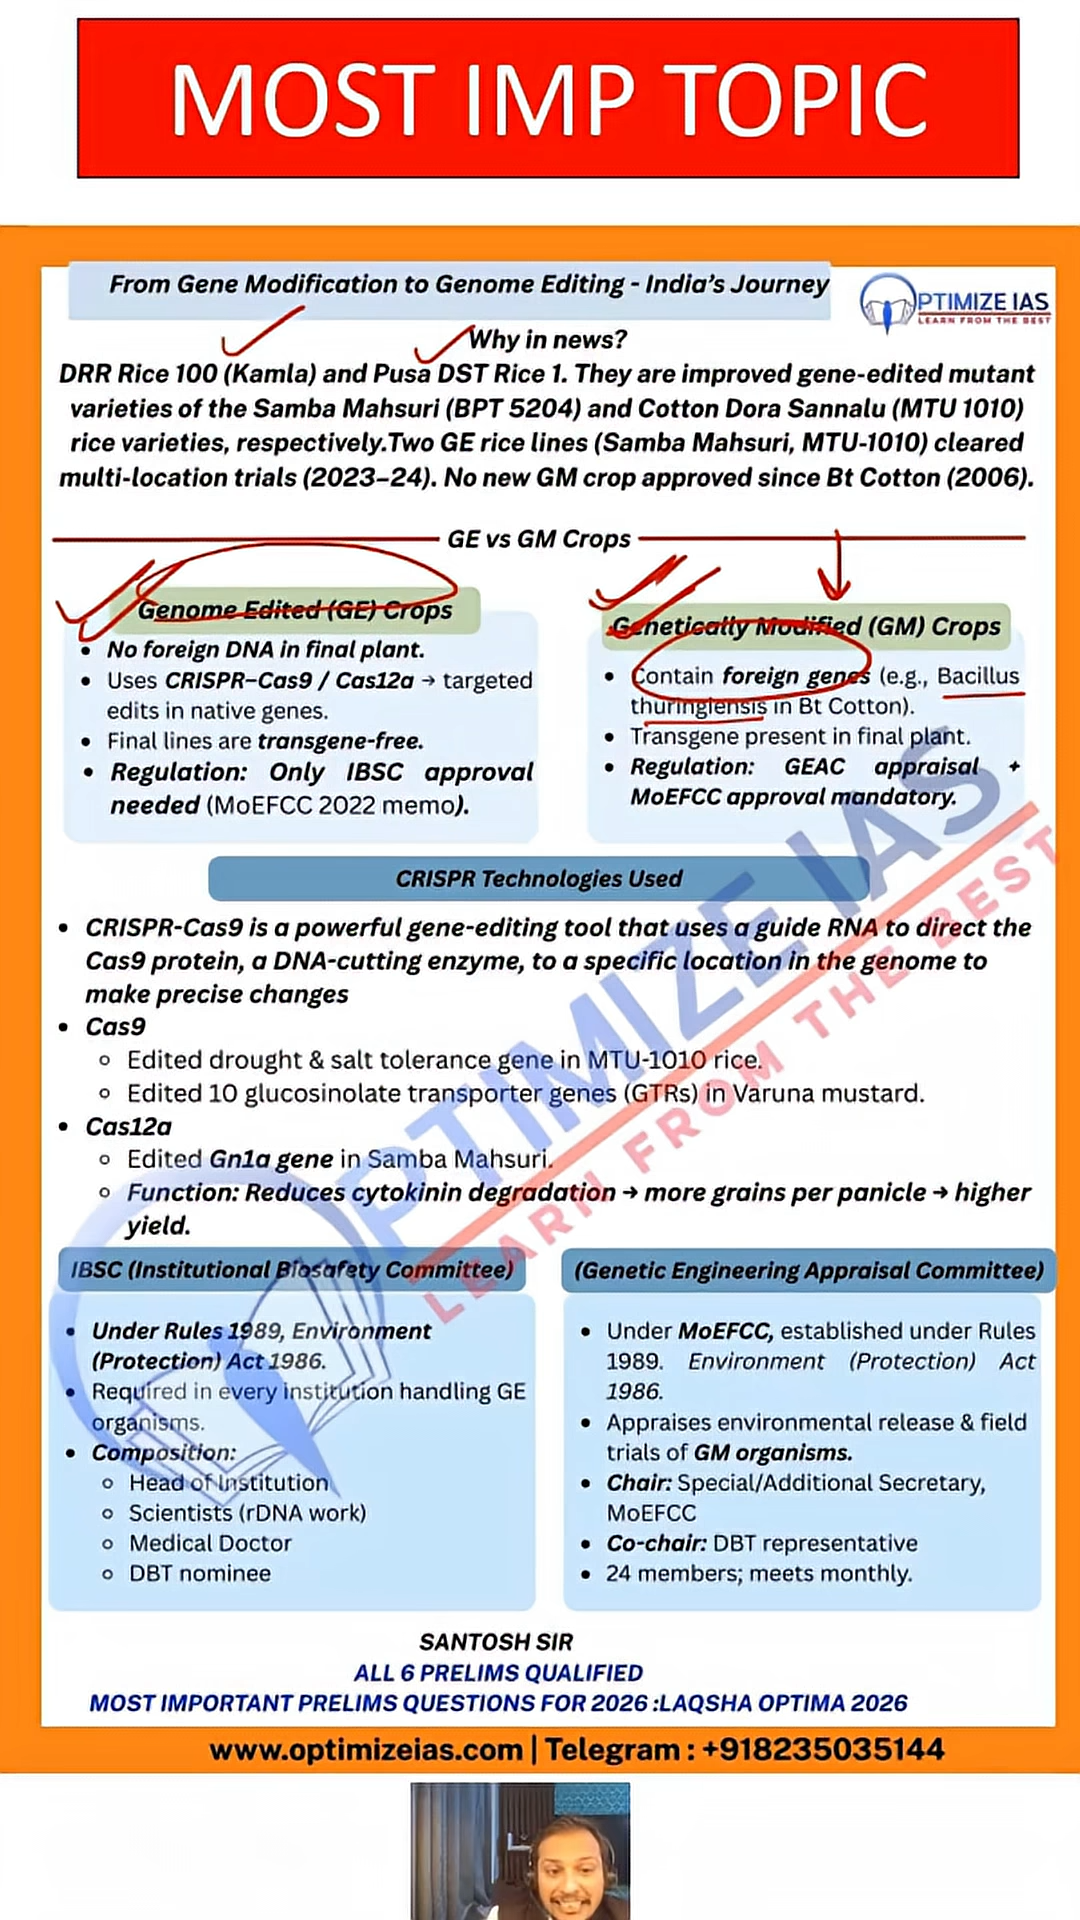 MOST IMP TOPIC
From Gene Modification to Genome Editing - India's Journey
PTIMIZE IAS
LEARN FROM THE BEST
Why in news?
DRR Rice 100 (Kamla) and Pusa DST Rice 1. They are improved gene-edited mutant
varieties of the Samba Mahsuri (BPT 5204) and Cotton Dora Sannalu (MTU 1010)
rice varieties, respectively.Two GE rice lines (Samba Mahsuri, MTU-1010) cleared
multi-location trials (2023–24). No new GM crop approved since Bt Cotton (2006).
GE vs GM Crops
Genome Edited (GE) Crops
• No foreign DNA in final plant.
• Uses CRISPR–Cas9 / Cas12a → targeted
edits in native genes.
• Final lines are transgene-free.
• Regulation: Only IBSC approval
needed (MoEFCC 2022 memo).
Genetically Modified (GM) Crops
• Contain foreign genes (e.g., Bacillus
thuringiensis in Bt Cotton).
• Transgene present in final plant.
• Regulation: GEAC appraisal +
MoEFCC approval mandatory.
CRISPR Technologies Used
• CRISPR-Cas9 is a powerful gene-editing tool that uses a guide RNA to direct the
Cas9 protein, a DNA-cutting enzyme, to a specific location in the genome to
make precise changes
• Cas9
○ Edited drought & salt tolerance gene in MTU-1010 rice.
○ Edited 10 glucosinolate transporter genes (GTRs) in Varuna mustard.
• Cas12a
○ Edited Gn1a gene in Samba Mahsuri.
○ Function: Reduces cytokinin degradation → more grains per panicle → higher
yield.
PTIMIZE IAS
LEARN FROM THE BEST
IBSC (Institutional Biosafety Committee)
• Under Rules 1989, Environment
(Protection) Act 1986.
• Required in every institution handling GE
organisms.
• Composition:
○ Head of Institution
○ Scientists (rDNA work)
○ Medical Doctor
○ DBT nominee
(Genetic Engineering Appraisal Committee)
• Under MoEFCC, established under Rules
1989. Environment (Protection) Act
1986.
• Appraises environmental release & field
trials of GM organisms.
• Chair: Special/Additional Secretary,
MoEFCC
• Co-chair: DBT representative
• 24 members; meets monthly.
SANTOSH SIR
ALL 6 PRELIMS QUALIFIED
MOST IMPORTANT PRELIMS QUESTIONS FOR 2026 :LAQSHA OPTIMA 2026
www.optimizeias.com | Telegram : +918235035144